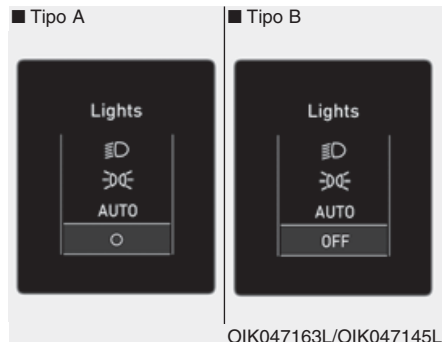 ■ Tipo A
■ Tipo B
Lights
AUTO
O
Lights
AUTO
OFF
OIK047163L/OIK047145L